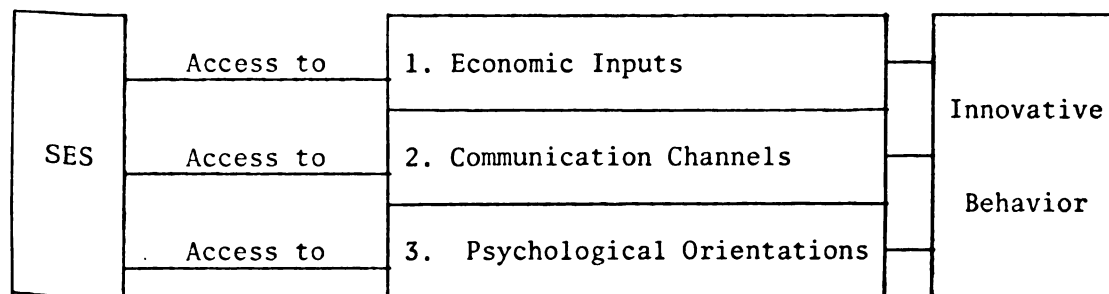 SES
Access to
Access to
Access to
1. Economic Inputs
2. Communication Channels
3. Psychological Orientations
Innovative
Behavior